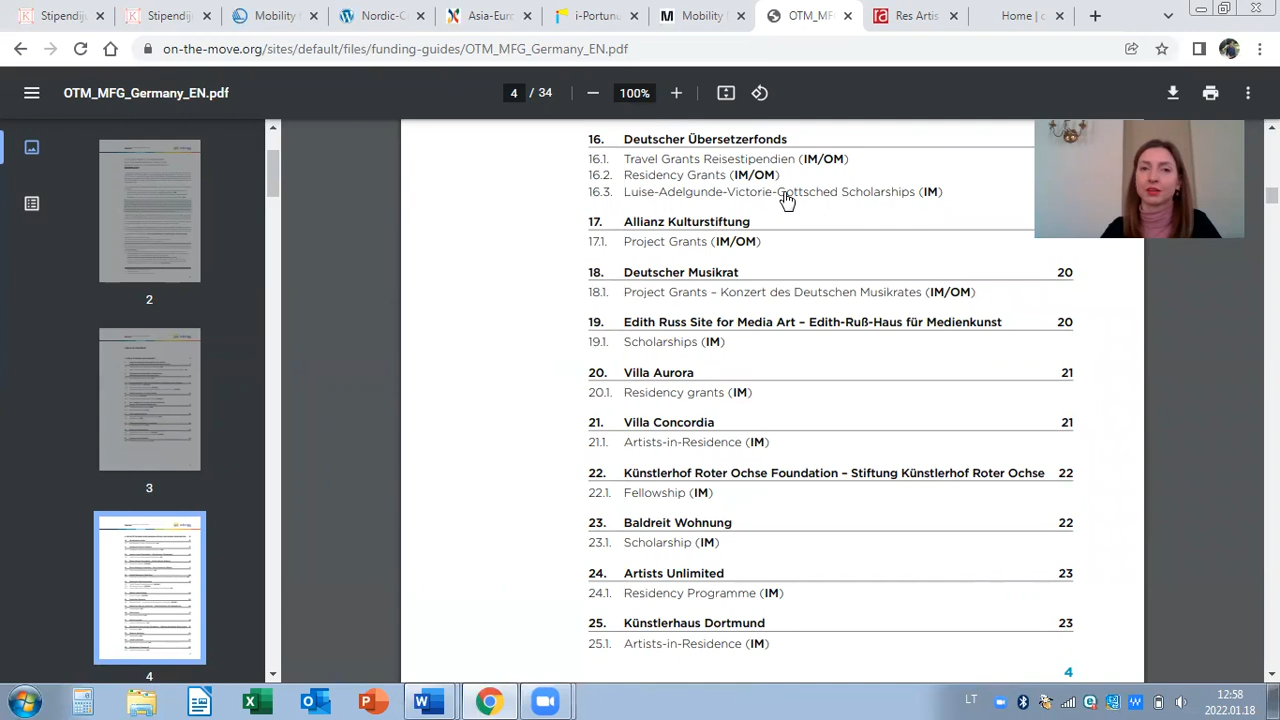 Stipendiju
Stipendiju
Mobility
Nordic-C
Asia-Euro
i-Portunu
Mobility
OTM_MF
Res Artis
Home | c
on-the-move.org/sites/default/files/funding-guides/OTM_MFG_Germany_EN.pdf
OTM_MFG_Germany_EN.pdf
4 / 34
100%
2
3
4
16. Deutscher Übersetzerfonds
16.1. Travel Grants Reisestipendien (IM/OM)
16.2. Residency Grants (IM/OM)
16.3. Luise-Adelgunde-Victorie-Gottsched Scholarships (IM)
17. Allianz Kulturstiftung
17.1. Project Grants (IM/OM)
18. Deutscher Musikrat 20
18.1. Project Grants – Konzert des Deutschen Musikrates (IM/OM)
19. Edith Russ Site for Media Art – Edith-Ruß-Haus für Medienkunst 20
19.1. Scholarships (IM)
20. Villa Aurora 21
20.1. Residency grants (IM)
21. Villa Concordia 21
21.1. Artists-in-Residence (IM)
22. Künstlerhof Roter Ochse Foundation – Stiftung Künstlerhof Roter Ochse 22
22.1. Fellowship (IM)
23. Baldreit Wohnung 22
23.1. Scholarship (IM)
24. Artists Unlimited 23
24.1. Residency Programme (IM)
25. Künstlerhaus Dortmund 23
25.1. Artists-in-Residence (IM)
4
LT
12:58
2022.01.18